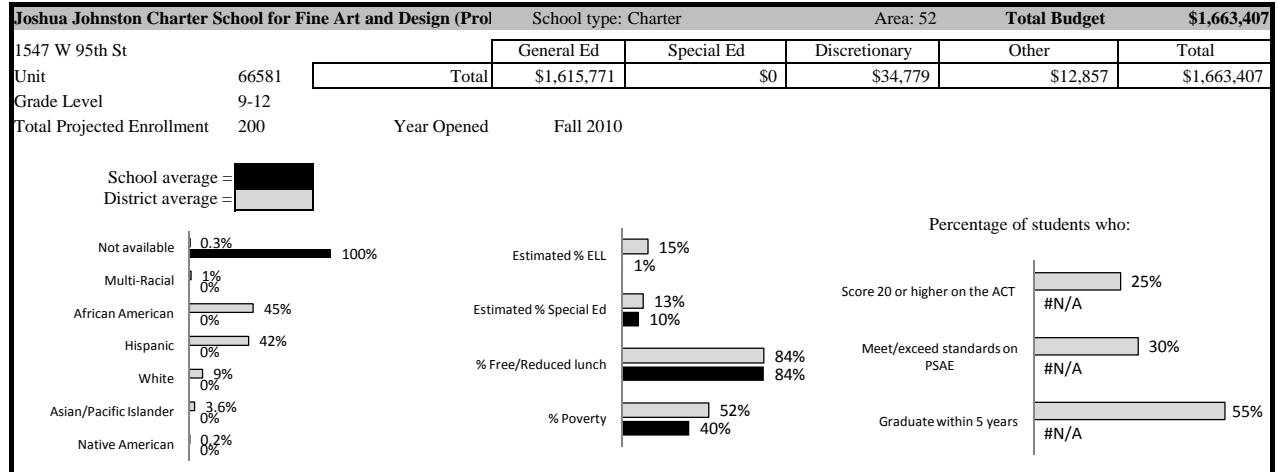 Joshua Johnston Charter School for Fine Art and Design (Prol School type: Charter Area: 52 Total Budget $1,663,407
1547 W 95th St General Ed Special Ed Discretionary Other Total
Unit 66581 Total $1,615,771 $0 $34,779 $12,857 $1,663,407
Grade Level 9-12
Total Projected Enrollment 200 Year Opened Fall 2010
School average =
District average =
Not available 0.3% 100%
Multi-Racial 1% 0%
African American 45% 0%
Hispanic 42% 0%
White 9% 0%
Asian/Pacific Islander 3.6% 0%
Native American 0.2% 0%
Estimated % ELL 15% 1%
Estimated % Special Ed 13% 10%
% Free/Reduced lunch 84% 84%
% Poverty 52% 40%
Percentage of students who:
Score 20 or higher on the ACT 25% #N/A
Meet/exceed standards on
PSAE 30% #N/A
Graduate within 5 years 55% #N/A